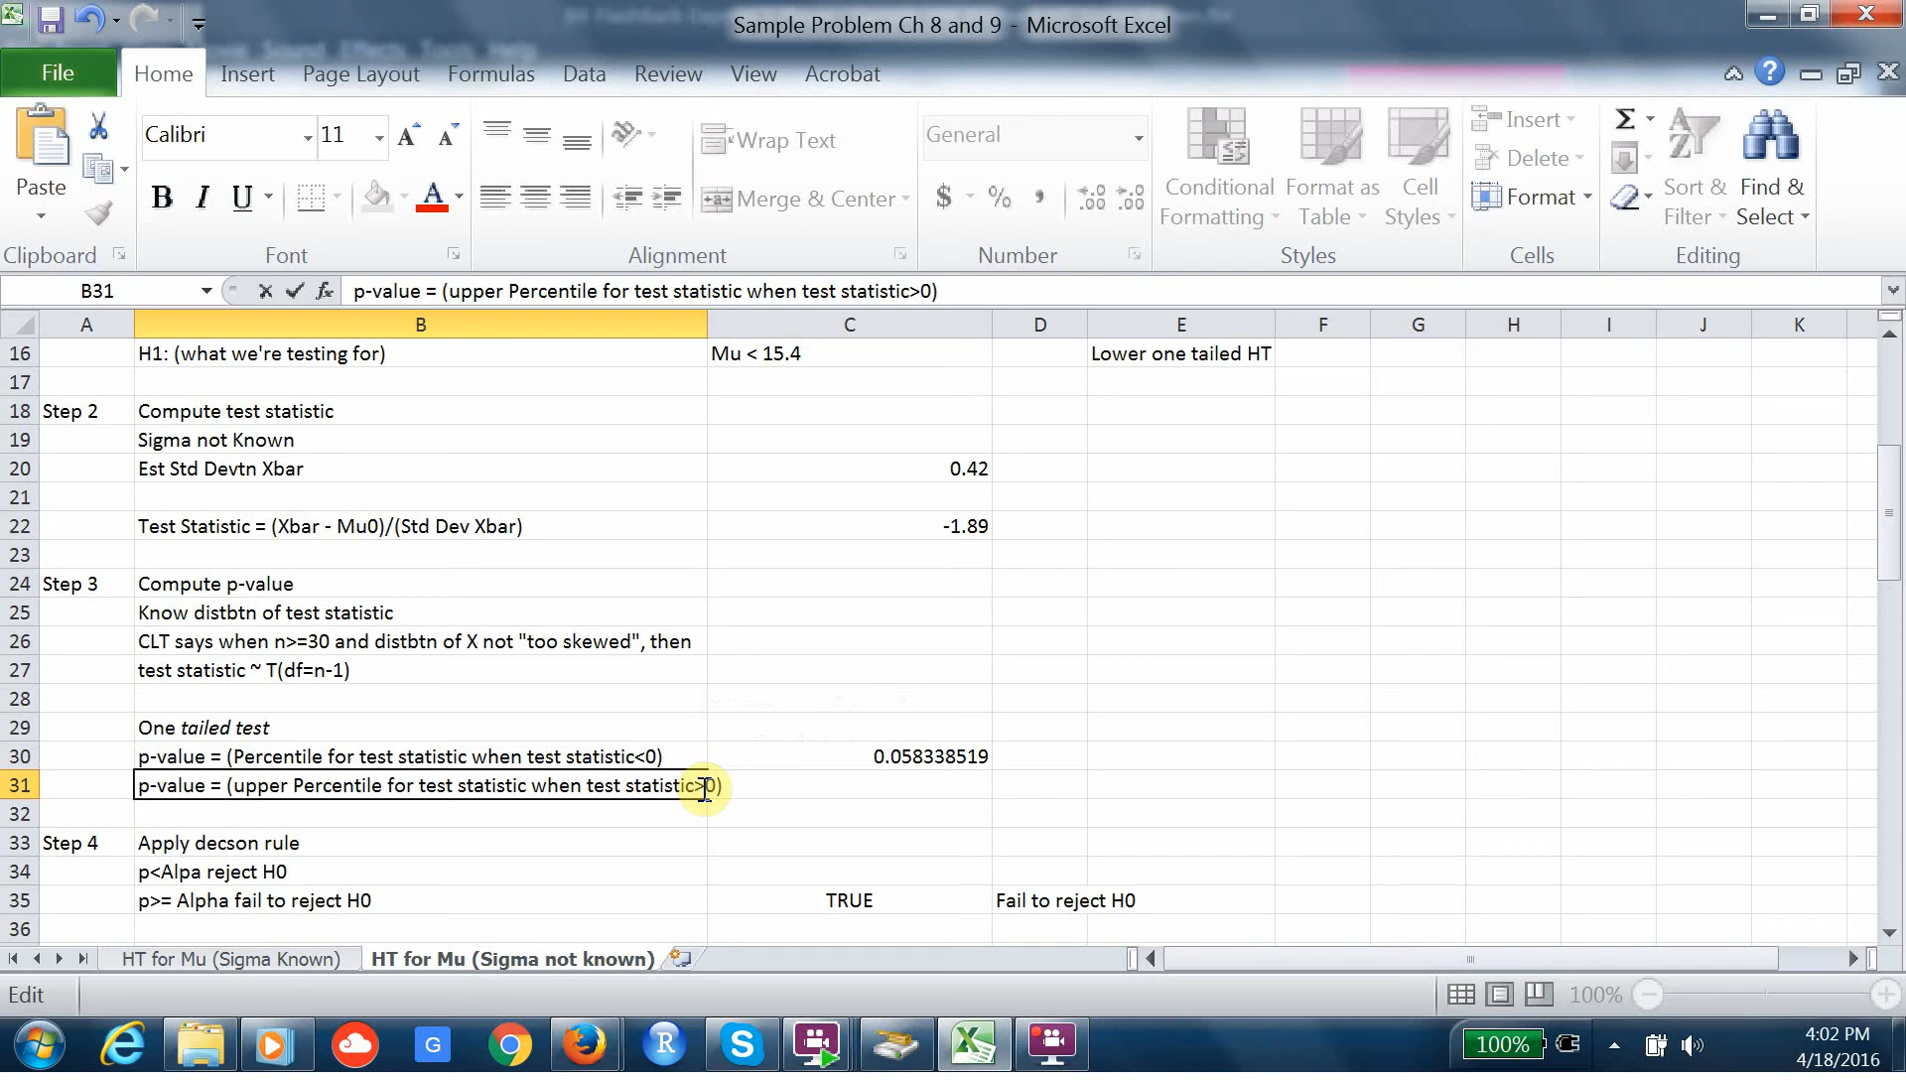 Sample Problem Ch 8 and 9 - Microsoft Excel
File Home Insert Page Layout Formulas Data Review View Acrobat
Calibri 11 Wrap Text General Insert
Paste Delete
B I U A Merge & Center $ % , Conditional Formatting Format as Table Cell Styles Format Sort & Filter Find & Select
Clipboard Font Alignment Number Styles Cells Editing
B31 fx p-value = (upper Percentile for test statistic when test statistic>0)
A B C D E F G H I J K
16 H1: (what we're testing for) Mu < 15.4 Lower one tailed HT
17
18 Step 2 Compute test statistic
19 Sigma not Known
20 Est Std Devtn Xbar 0.42
21
22 Test Statistic = (Xbar - Mu0)/(Std Dev Xbar) -1.89
23
24 Step 3 Compute p-value
25 Know distbtn of test statistic
26 CLT says when n>=30 and distbtn of X not "too skewed", then
27 test statistic ~ T(df=n-1)
28
29 One tailed test
30 p-value = (Percentile for test statistic when test statistic<0) 0.058338519
31 p-value = (upper Percentile for test statistic when test statistic>0)
32
33 Step 4 Apply decson rule
34 p<Alpa reject H0
35 p>= Alpha fail to reject H0 TRUE Fail to reject H0
36
HT for Mu (Sigma Known) HT for Mu (Sigma not known)
Edit 100%
100% 4:02 PM
4/18/2016